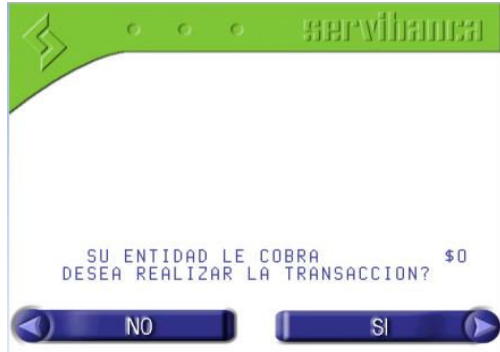 servibanca
SU ENTIDAD LE COBRA $0
DESEA REALIZAR LA TRANSACCION?
NO
SI